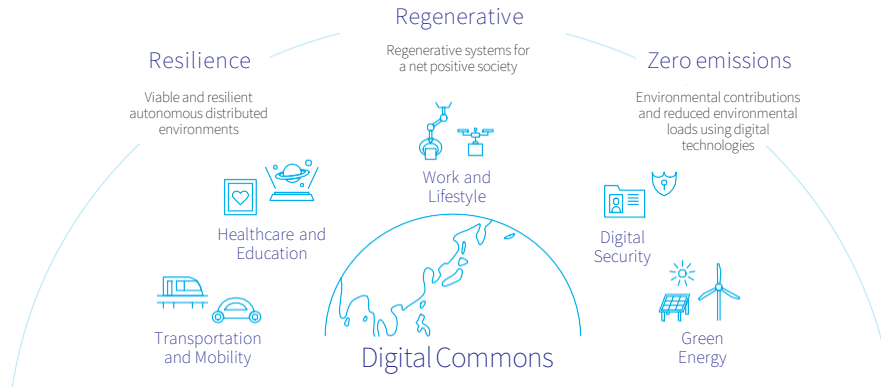 Regenerative
Regenerative systems for
a net positive society
Resilience
Viable and resilient
autonomous distributed
environments
Zero emissions
Environmental contributions
and reduced environmental
loads using digital
technologies
Work and
Lifestyle
Healthcare and
Education
Digital
Security
Transportation
and Mobility
Green
Energy
Digital Commons